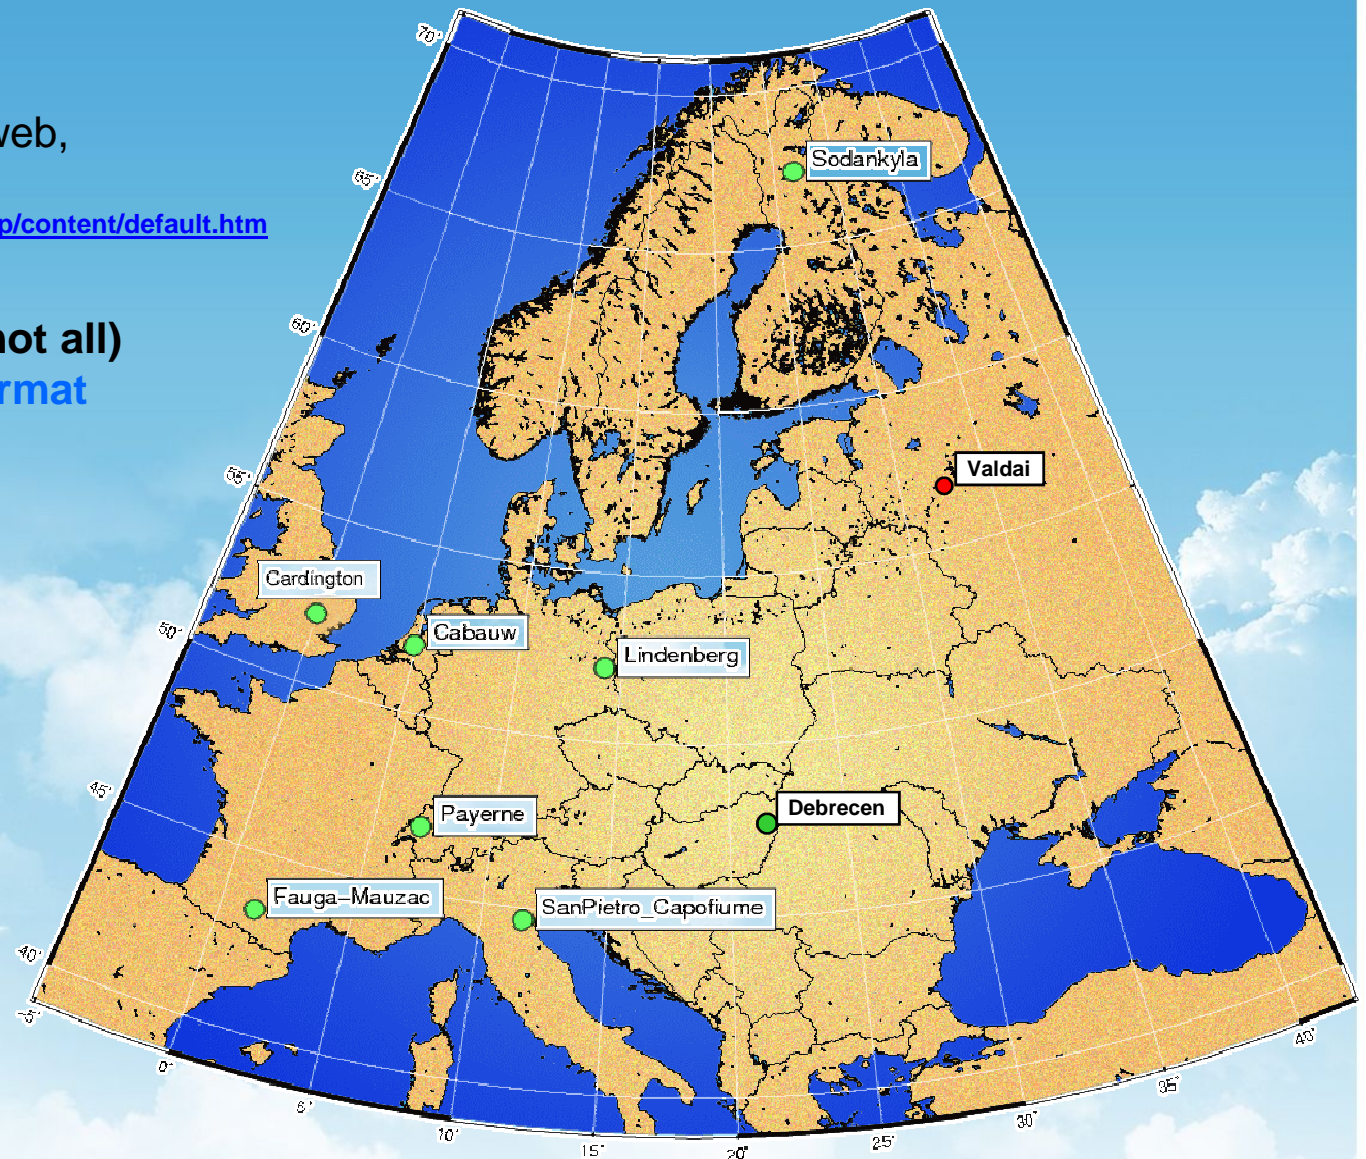 web,
p/content/default.htm
not all)
rmat
70°
65°
60°
55°
50°
45°
40°
-5°
0°
5°
10°
15°
20°
25°
30°
35°
40°
Sodankyla
Valdai
Cardington
Cabauw
Lindenberg
Payerne
Debrecen
Fauga-Mauzac
SanPietro_Capofiume